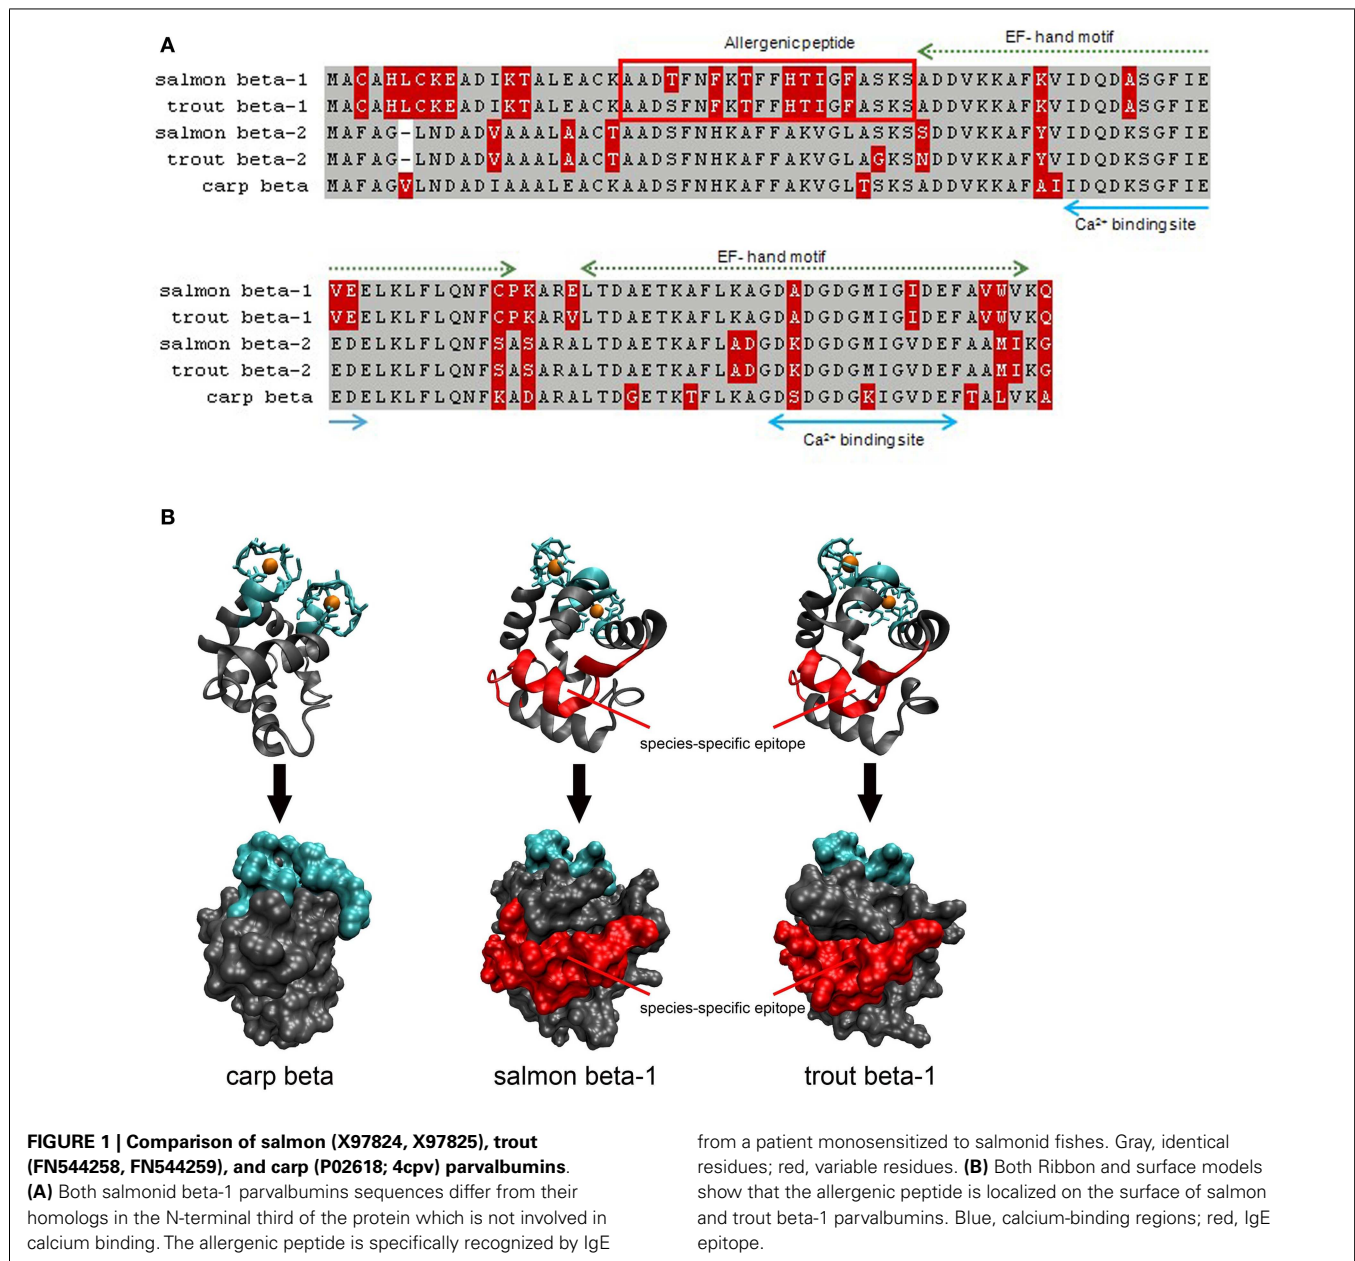 A
Allergenic peptide
EF- hand motif
salmon beta-1 MACAHLCKEADIKTALEACKAADTFNFKTFFHTIGFASKSADDVKKAFKVIDQDASGFIE
trout beta-1 MACAHLCKEADIKTALEACKAADSFNFKTFFHTIGFASKSADDVKKAFKVIDQDASGFIE
salmon beta-2 MAFAG-LNDADVAAALAACTAADSFNHKAFFAKVGLASKSSDDVKKAFYVIDQDKSGFIE
trout beta-2 MAFAG-LNDADVAAALAACTAADSFNHKAFFAKVGLAGKSNDDVKKAFYVIDQDKSGFIE
carp beta MAFAGVLNDADIAAALEACKAADSFNHKAFFAKVGLTSKSADDVKKAFAIIDQDKSGFIE
Ca²⁺ binding site
EF- hand motif
salmon beta-1 VEELKLFLQNFCPKARELTDAETKAFLKAGDADGDGMIGIDEFAVWVKQ
trout beta-1 VEELKLFLQNFCPKARVLTDAETKAFLKAGDADGDGMIGIDEFAVWVKQ
salmon beta-2 EDELKLFLQNFSASARALTDAETKAFLADGDKDGDGMIGVDEFAAMIKG
trout beta-2 EDELKLFLQNFSASARALTDAETKAFLADGDKDGDGMIGVDEFAAMIKG
carp beta EDELKLFLQNFKADARALTDGETKTFLKAGDSDGDGKIGVDEFTALVKA
Ca²⁺ binding site
B
species-specific epitope
species-specific epitope
carp beta
salmon beta-1
trout beta-1
FIGURE 1 | Comparison of salmon (X97824, X97825), trout
(FN544258, FN544259), and carp (P02618; 4cpv) parvalbumins.
(A) Both salmonid beta-1 parvalbumins sequences differ from their
homologs in the N-terminal third of the protein which is not involved in
calcium binding. The allergenic peptide is specifically recognized by IgE
from a patient monosensitized to salmonid fishes. Gray, identical
residues; red, variable residues. (B) Both Ribbon and surface models
show that the allergenic peptide is localized on the surface of salmon
and trout beta-1 parvalbumins. Blue, calcium-binding regions; red, IgE
epitope.